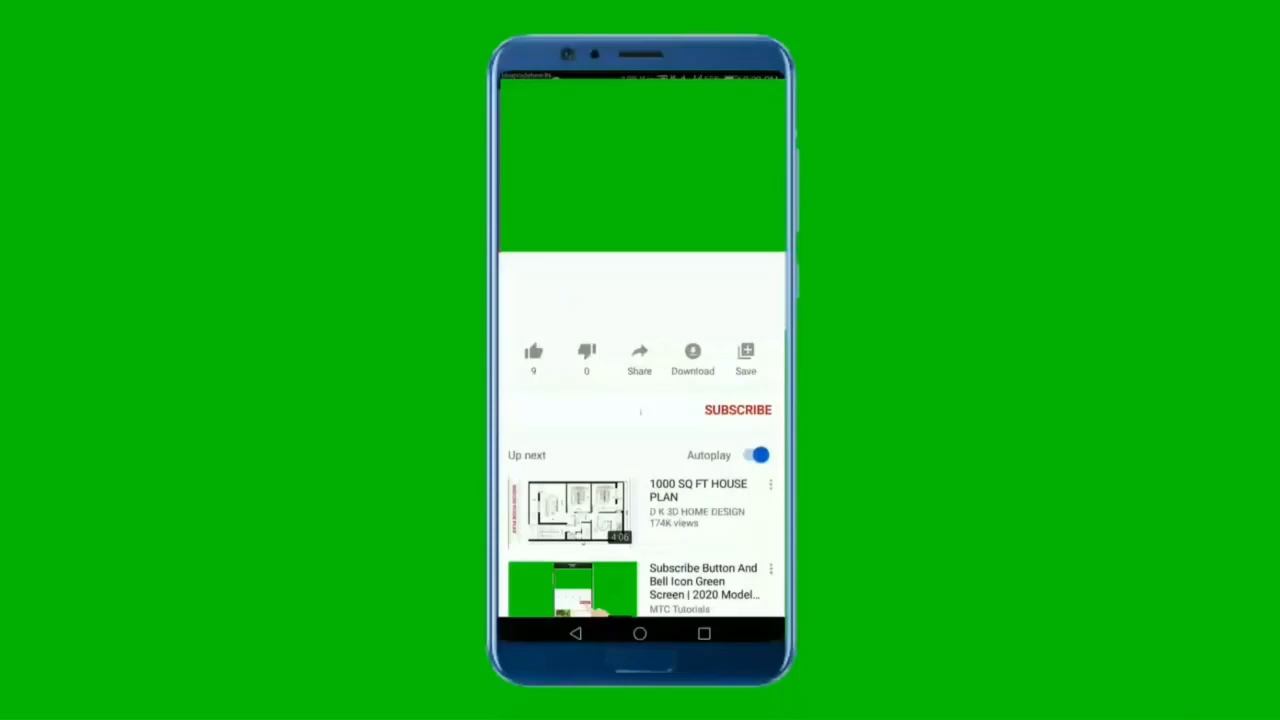 9
0
Share
Download
Save
SUBSCRIBE
Up next
Autoplay
1000 SQ FT HOUSE
PLAN
D K 3D HOME DESIGN
174K views
4:06
Subscribe Button And
Bell Icon Green
Screen | 2020 Model...
MTC Tutorials